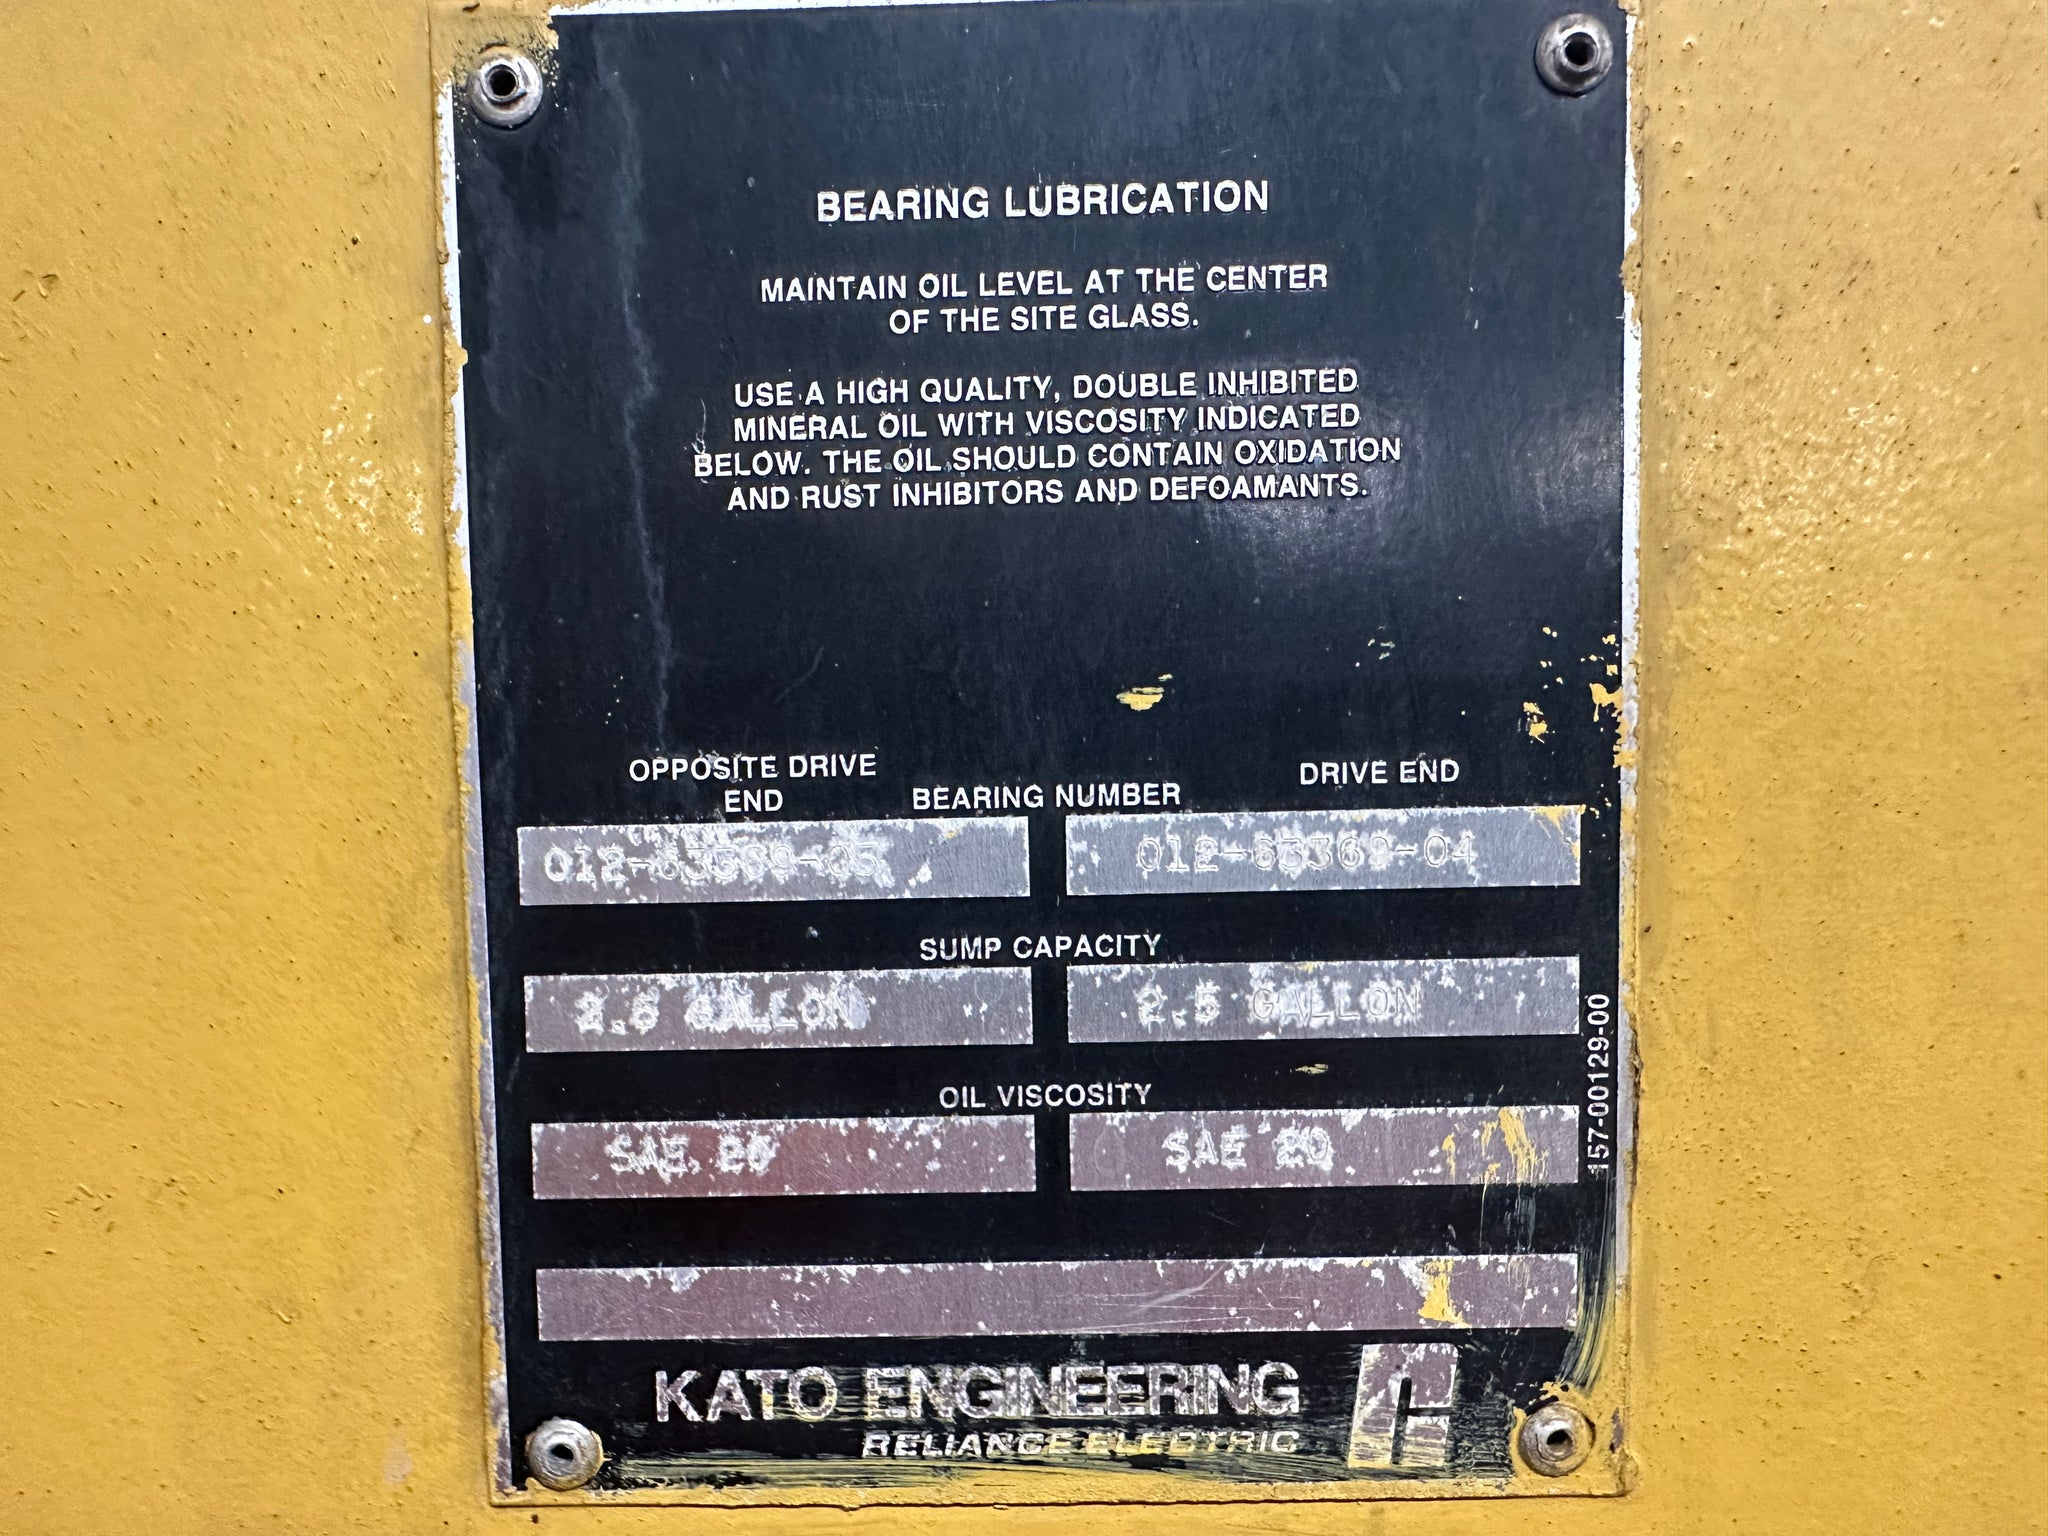 BEARING LUBRICATION
MAINTAIN OIL LEVEL AT THE CENTER
OF THE SITE GLASS.
USE A HIGH QUALITY, DOUBLE INHIBITED
MINERAL OIL WITH VISCOSITY INDICATED
BELOW. THE OIL SHOULD CONTAIN OXIDATION
AND RUST INHIBITORS AND DEFOAMANTS.
OPPOSITE DRIVE
END
BEARING NUMBER
DRIVE END
012-63369-03
012-63369-04
SUMP CAPACITY
2.5 GALLON
2.5 GALLON
OIL VISCOSITY
SAE 20
SAE 20
157-00129-00
KATO ENGINEERING
RELIANCE ELECTRIC